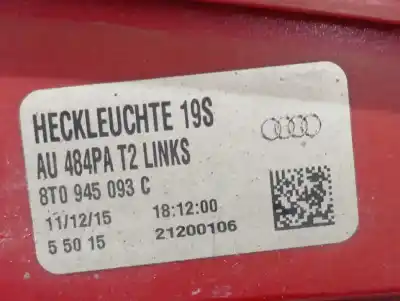 HECKLEUCHTE 19S
AU 484PA T2 LINKS
8T0 945 093 C
11/12/15 18:12:00
5 50 15 21200106